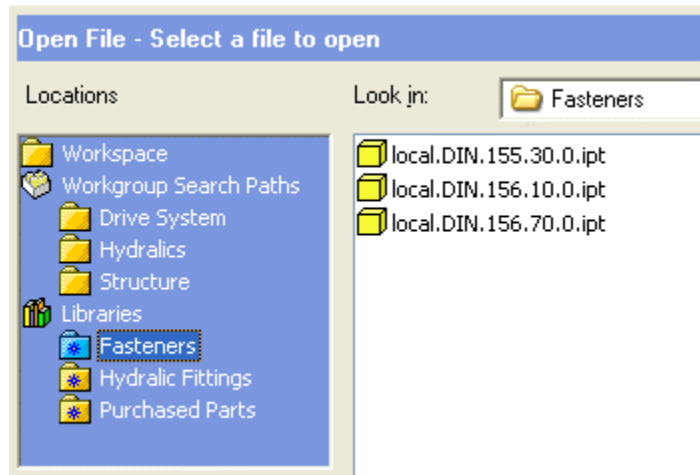 Open File - Select a file to open
Locations
Look in:
Fasteners
Workspace
Workgroup Search Paths
Drive System
Hydralics
Structure
Libraries
Fasteners
Hydralic Fittings
Purchased Parts
local.DIN.155.30.0.ipt
local.DIN.156.10.0.ipt
local.DIN.156.70.0.ipt